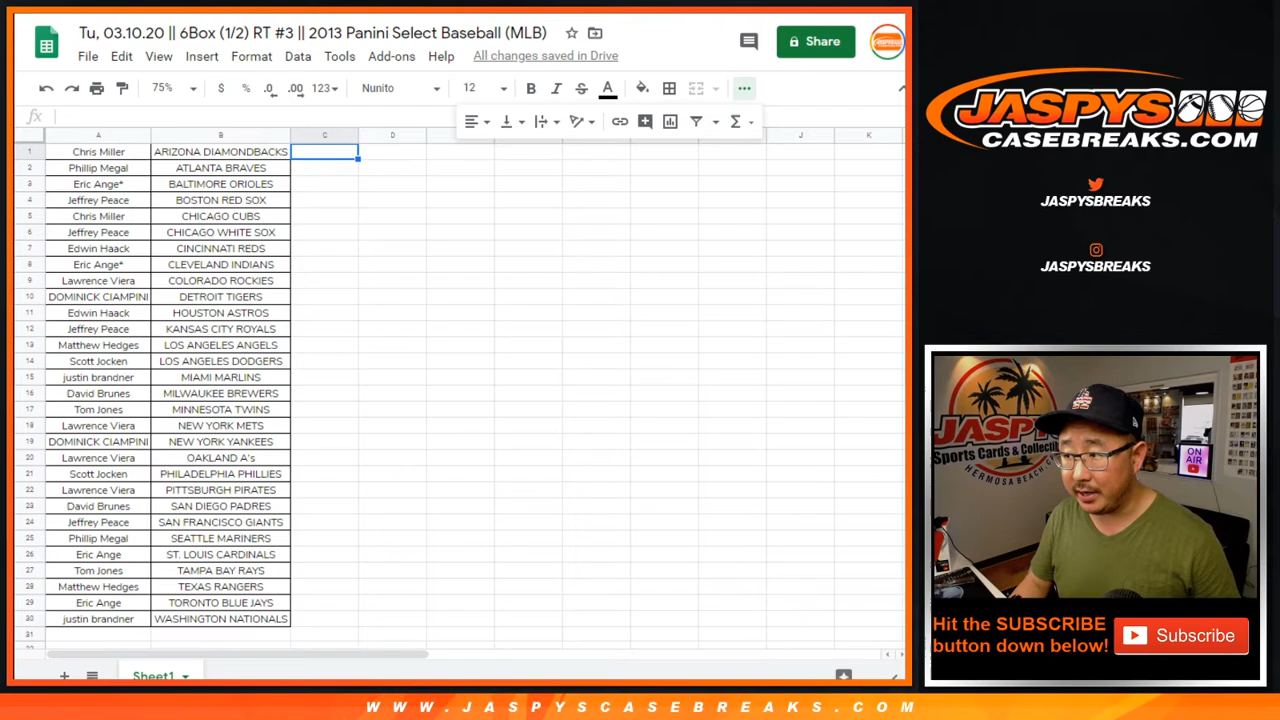 Tu, 03.10.20 || 6Box (1/2) RT #3 || 2013 Panini Select Baseball (MLB)
File Edit View Insert Format Data Tools Add-ons Help All changes saved in Drive
Share
75% $ % .0 .00 123 Nunito 12 B I S A
fx
A B C D J K
1 Chris Miller ARIZONA DIAMONDBACKS
2 Phillip Megal ATLANTA BRAVES
3 Eric Ange* BALTIMORE ORIOLES
4 Jeffrey Peace BOSTON RED SOX
5 Chris Miller CHICAGO CUBS
6 Jeffrey Peace CHICAGO WHITE SOX
7 Edwin Haack CINCINNATI REDS
8 Eric Ange* CLEVELAND INDIANS
9 Lawrence Viera COLORADO ROCKIES
10 DOMINICK CIAMPINI DETROIT TIGERS
11 Edwin Haack HOUSTON ASTROS
12 Jeffrey Peace KANSAS CITY ROYALS
13 Matthew Hedges LOS ANGELES ANGELS
14 Scott Jocken LOS ANGELES DODGERS
15 justin brandner MIAMI MARLINS
16 David Brunes MILWAUKEE BREWERS
17 Tom Jones MINNESOTA TWINS
18 Lawrence Viera NEW YORK METS
19 DOMINICK CIAMPINI NEW YORK YANKEES
20 Lawrence Viera OAKLAND A's
21 Scott Jocken PHILADELPHIA PHILLIES
22 Lawrence Viera PITTSBURGH PIRATES
23 David Brunes SAN DIEGO PADRES
24 Jeffrey Peace SAN FRANCISCO GIANTS
25 Phillip Megal SEATTLE MARINERS
26 Eric Ange ST. LOUIS CARDINALS
27 Tom Jones TAMPA BAY RAYS
28 Matthew Hedges TEXAS RANGERS
29 Eric Ange TORONTO BLUE JAYS
30 justin brandner WASHINGTON NATIONALS
31
Sheet1
JASPYS
CASEBREAKS.COM
JASPYSBREAKS
JASPYSBREAKS
JASPYS
Sports Cards & Collectib
HERMOSA BEACH,
ON AIR
Hit the SUBSCRIBE
button down below!
Subscribe
WWW.JASPYSCASEBREAKS.COM